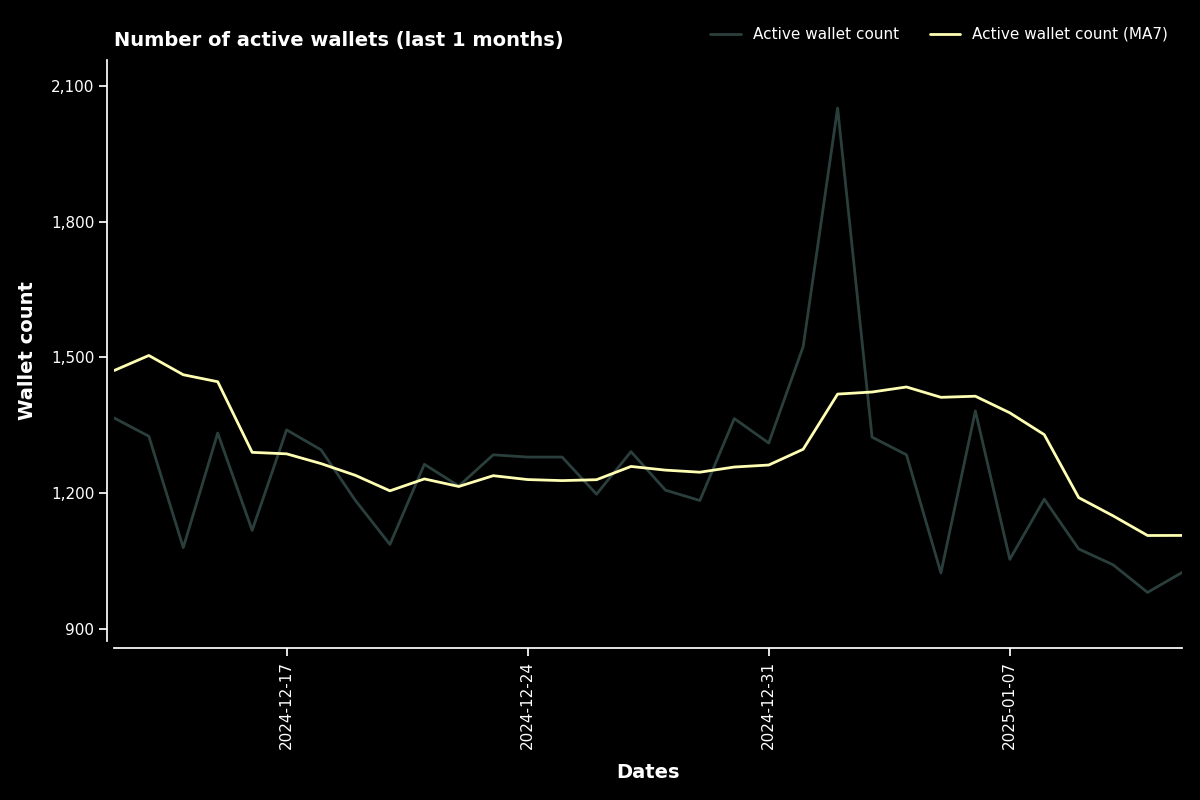 Number of active wallets (last 1 months)
Active wallet count
Active wallet count (MA7)
Wallet count
2,100
1,800
1,500
1,200
900
2024-12-17
2024-12-24
2024-12-31
2025-01-07
Dates